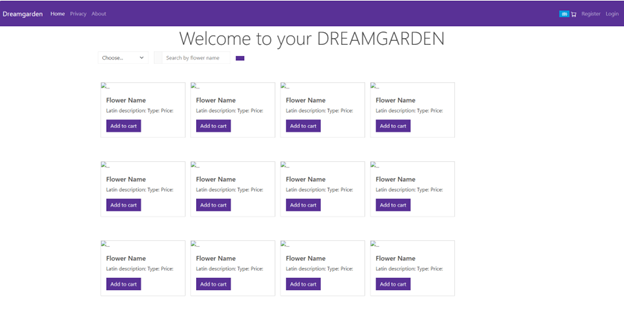 Dreamgarden Home Privacy About Register Login
Welcome to your DREAMGARDEN
Choose... Search by flower name
Flower Name Flower Name Flower Name Flower Name
Latin description: Type: Price: Latin description: Type: Price: Latin description: Type: Price: Latin description: Type: Price:
Add to cart Add to cart Add to cart Add to cart
Flower Name Flower Name Flower Name Flower Name
Latin description: Type: Price: Latin description: Type: Price: Latin description: Type: Price: Latin description: Type: Price:
Add to cart Add to cart Add to cart Add to cart
Flower Name Flower Name Flower Name Flower Name
Latin description: Type: Price: Latin description: Type: Price: Latin description: Type: Price: Latin description: Type: Price:
Add to cart Add to cart Add to cart Add to cart